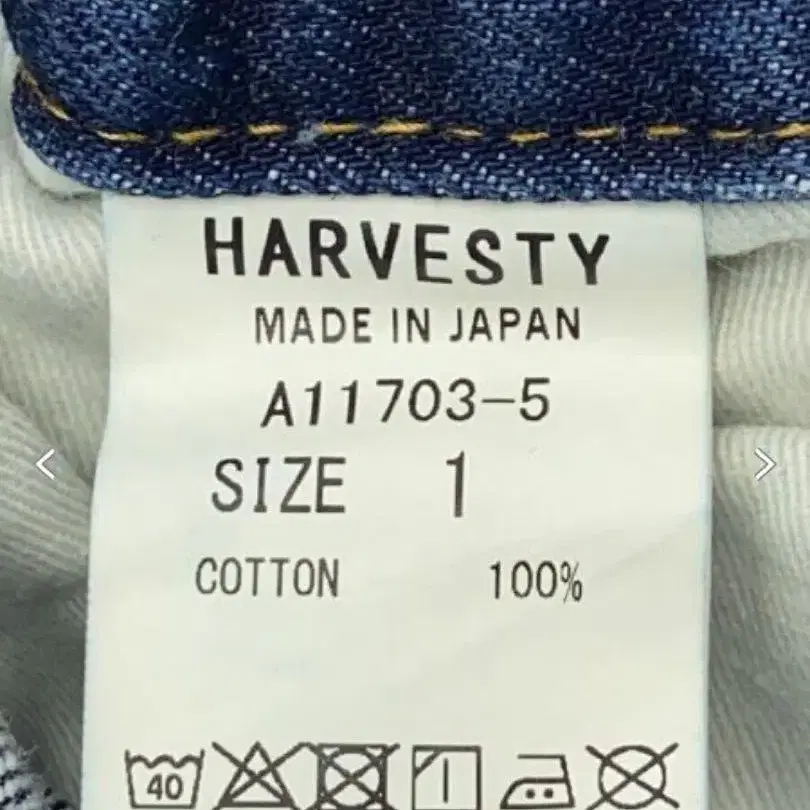 HARVESTY
MADE IN JAPAN
A11703-5
SIZE 1
COTTON 100%
40